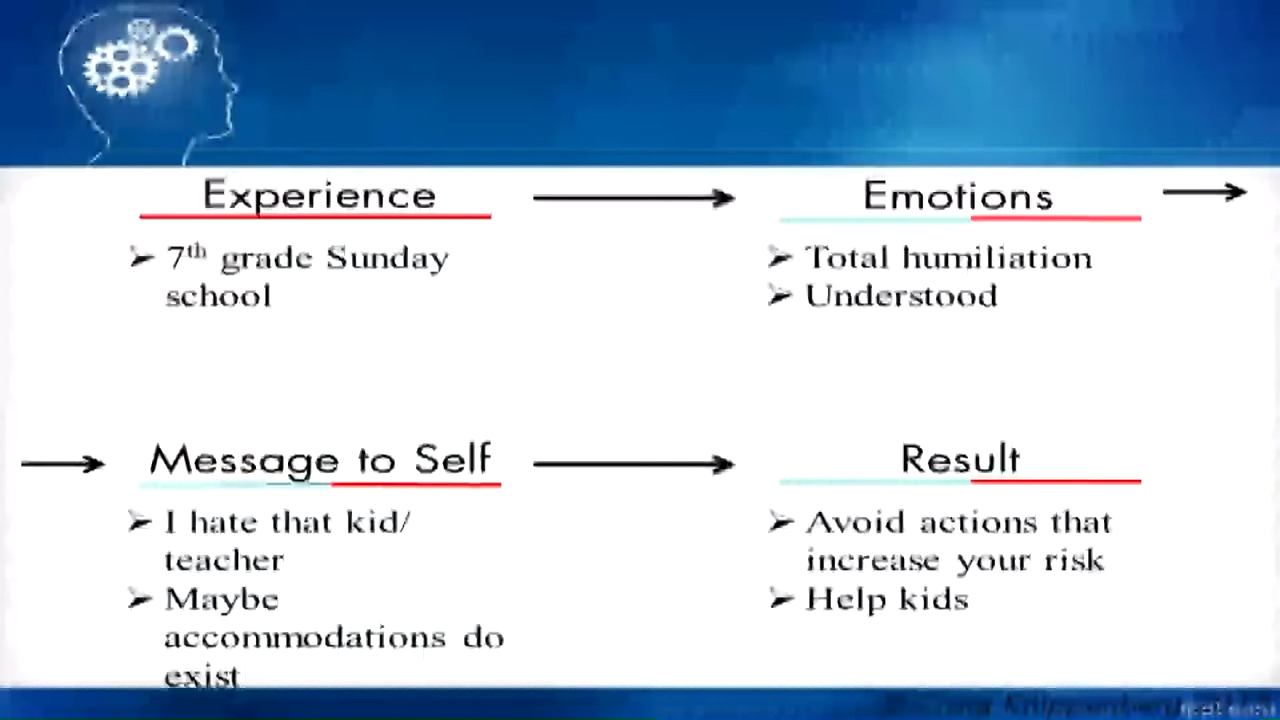 Experience
Emotions
7th grade Sunday
school
Total humiliation
Understood
Message to Self
Result
I hate that kid/
teacher
Maybe
accommodations do
exist
Avoid actions that
increase your risk
Help kids